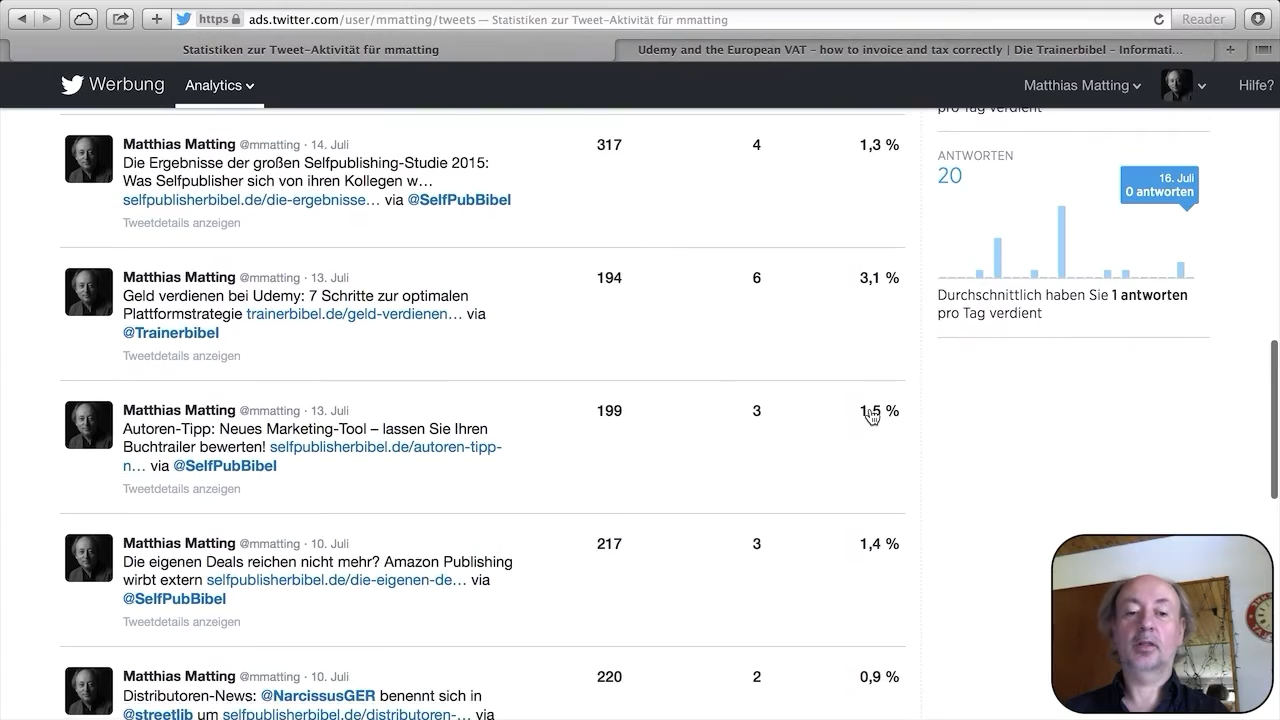 https ads.twitter.com/user/mmatting/tweets — Statistiken zur Tweet-Aktivität für mmatting
Reader
Statistiken zur Tweet-Aktivität für mmatting
Udemy and the European VAT – how to invoice and tax correctly | Die Trainerbibel – Informati...
Werbung
Analytics
Matthias Matting
Hilfe?
Matthias Matting @mmatting · 14. Juli
317
4
1,3 %
Die Ergebnisse der großen Selfpublishing-Studie 2015:
Was Selfpublisher sich von ihren Kollegen w…
selfpublisherbibel.de/die-ergebnisse… via @SelfPubBibel
Tweetdetails anzeigen
Matthias Matting @mmatting · 13. Juli
194
6
3,1 %
Geld verdienen bei Udemy: 7 Schritte zur optimalen
Plattformstrategie trainerbibel.de/geld-verdienen… via
@Trainerbibel
Tweetdetails anzeigen
Matthias Matting @mmatting · 13. Juli
199
3
1,5 %
Autoren-Tipp: Neues Marketing-Tool – lassen Sie Ihren
Buchtrailer bewerten! selfpublisherbibel.de/autoren-tipp-
n… via @SelfPubBibel
Tweetdetails anzeigen
Matthias Matting @mmatting · 10. Juli
217
3
1,4 %
Die eigenen Deals reichen nicht mehr? Amazon Publishing
wirbt extern selfpublisherbibel.de/die-eigenen-de… via
@SelfPubBibel
Tweetdetails anzeigen
Matthias Matting @mmatting · 10. Juli
220
2
0,9 %
Distributoren-News: @NarcissusGER benennt sich in
@streetlib um selfpublisherbibel.de/distributoren-… via
pro Tag verdient
ANTWORTEN
20
16. Juli
0 antworten
Durchschnittlich haben Sie 1 antworten
pro Tag verdient